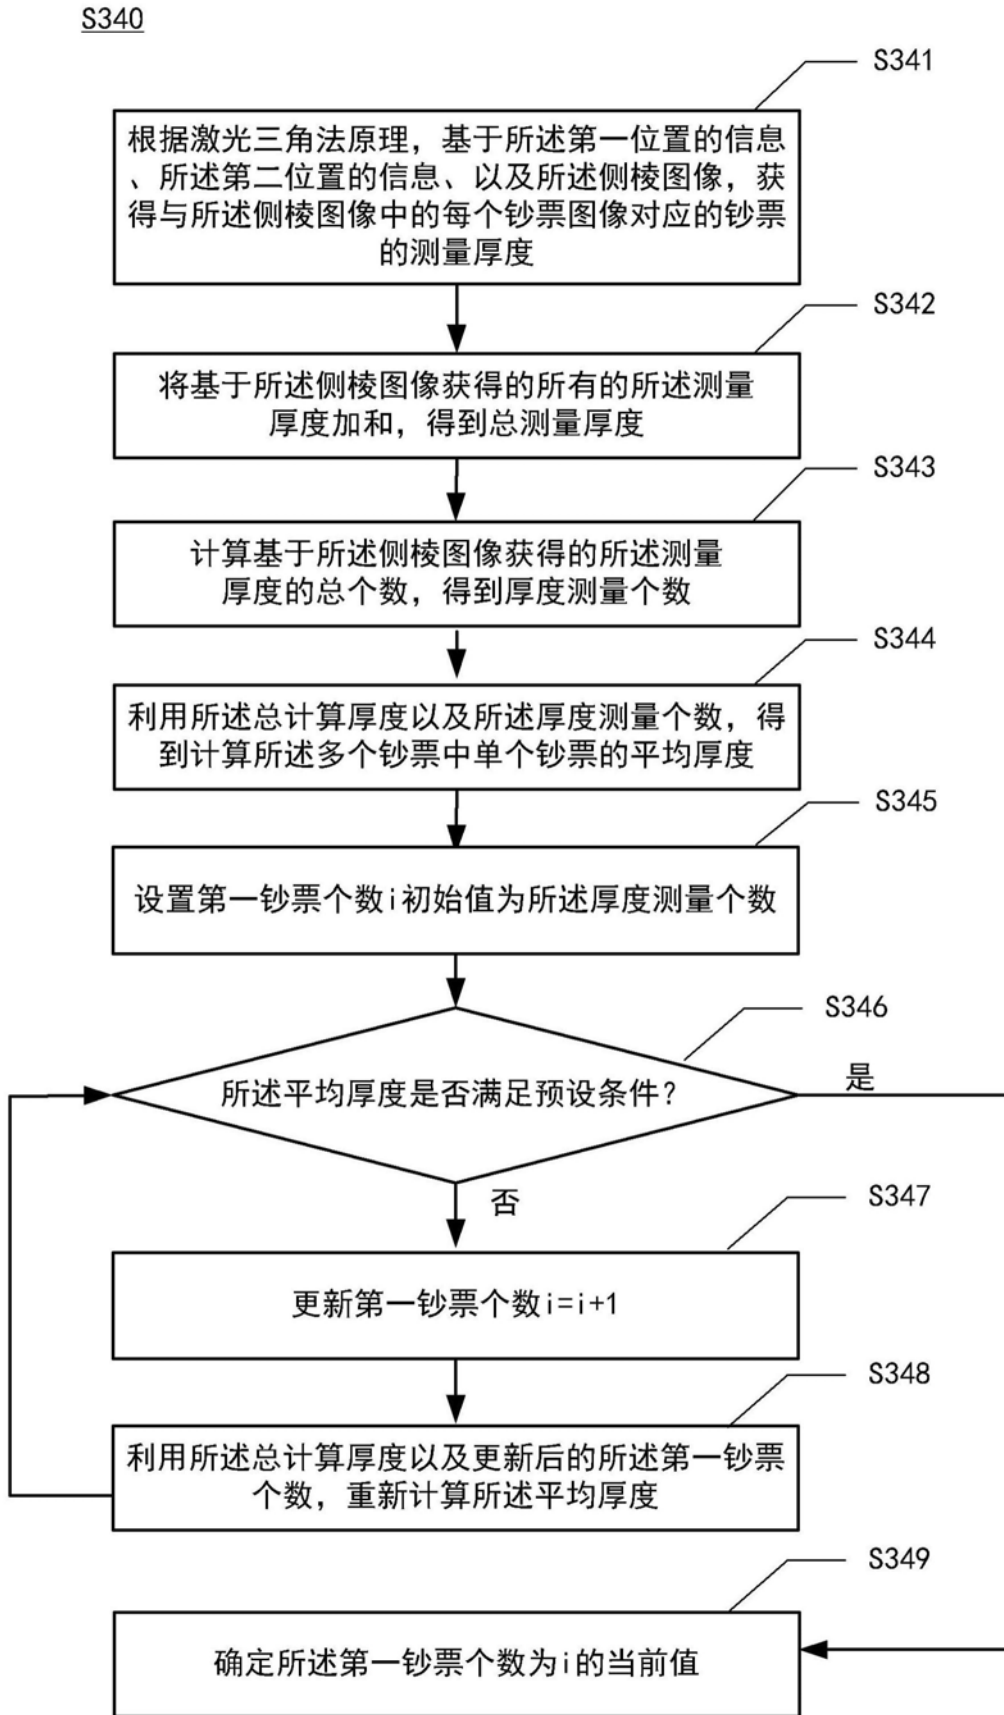 S340
S341
根据激光三角法原理，基于所述第一位置的信息
、所述第二位置的信息、以及所述侧棱图像，获
得与所述侧棱图像中的每个钞票图像对应的钞票
的测量厚度
S342
将基于所述侧棱图像获得的所有的所述测量
厚度加和，得到总测量厚度
S343
计算基于所述侧棱图像获得的所述测量
厚度的总个数，得到厚度测量个数
S344
利用所述总计算厚度以及所述厚度测量个数，得
到计算所述多个钞票中单个钞票的平均厚度
S345
设置第一钞票个数i初始值为所述厚度测量个数
S346
所述平均厚度是否满足预设条件？
是
否
S347
更新第一钞票个数i=i+1
S348
利用所述总计算厚度以及更新后的所述第一钞票
个数，重新计算所述平均厚度
S349
确定所述第一钞票个数为i的当前值